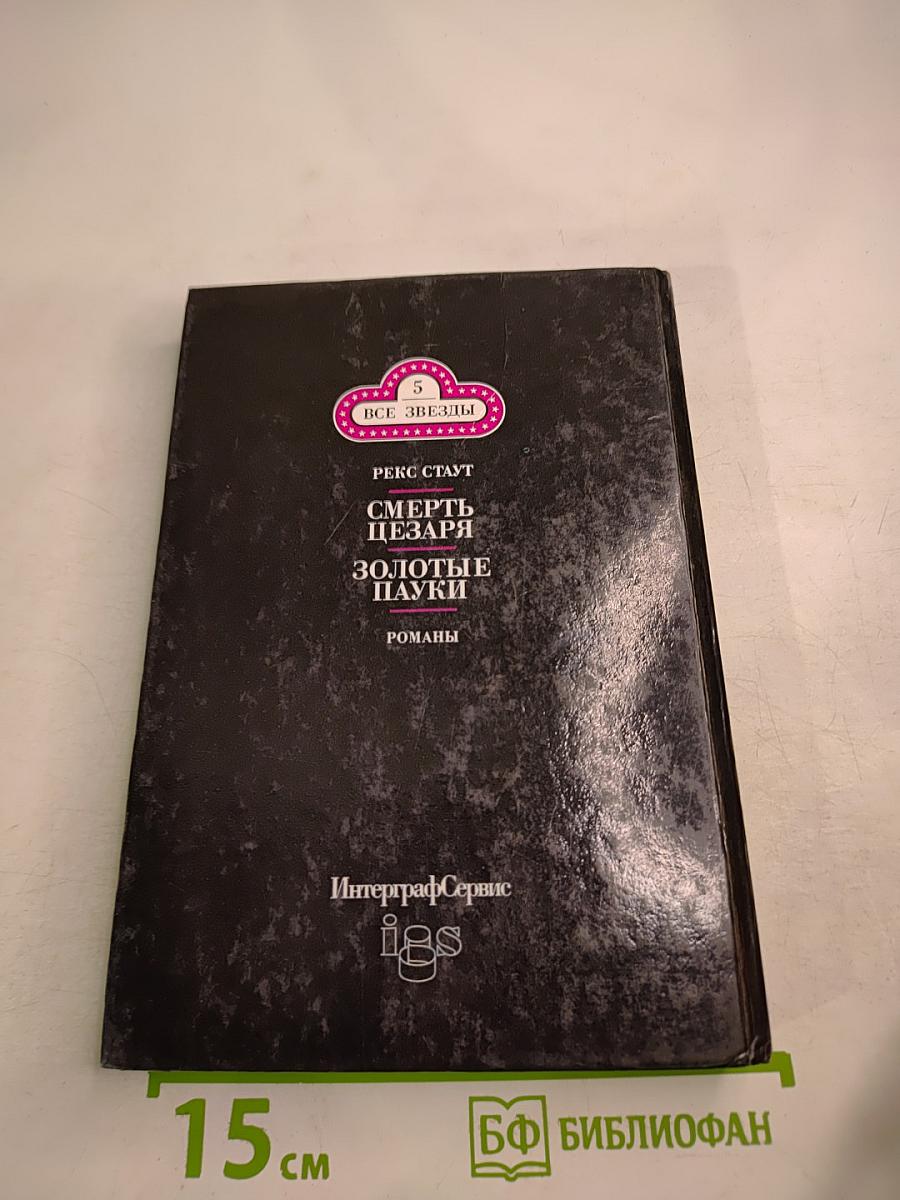 5
ВСЕ ЗВЕЗДЫ
РЕКС СТАУТ
СМЕРТЬ
ЦЕЗАРЯ
ЗОЛОТЫЕ
ПАУКИ
РОМАНЫ
ИнтерграфСервис
igs
15 см
БФ БИБЛИОФАН